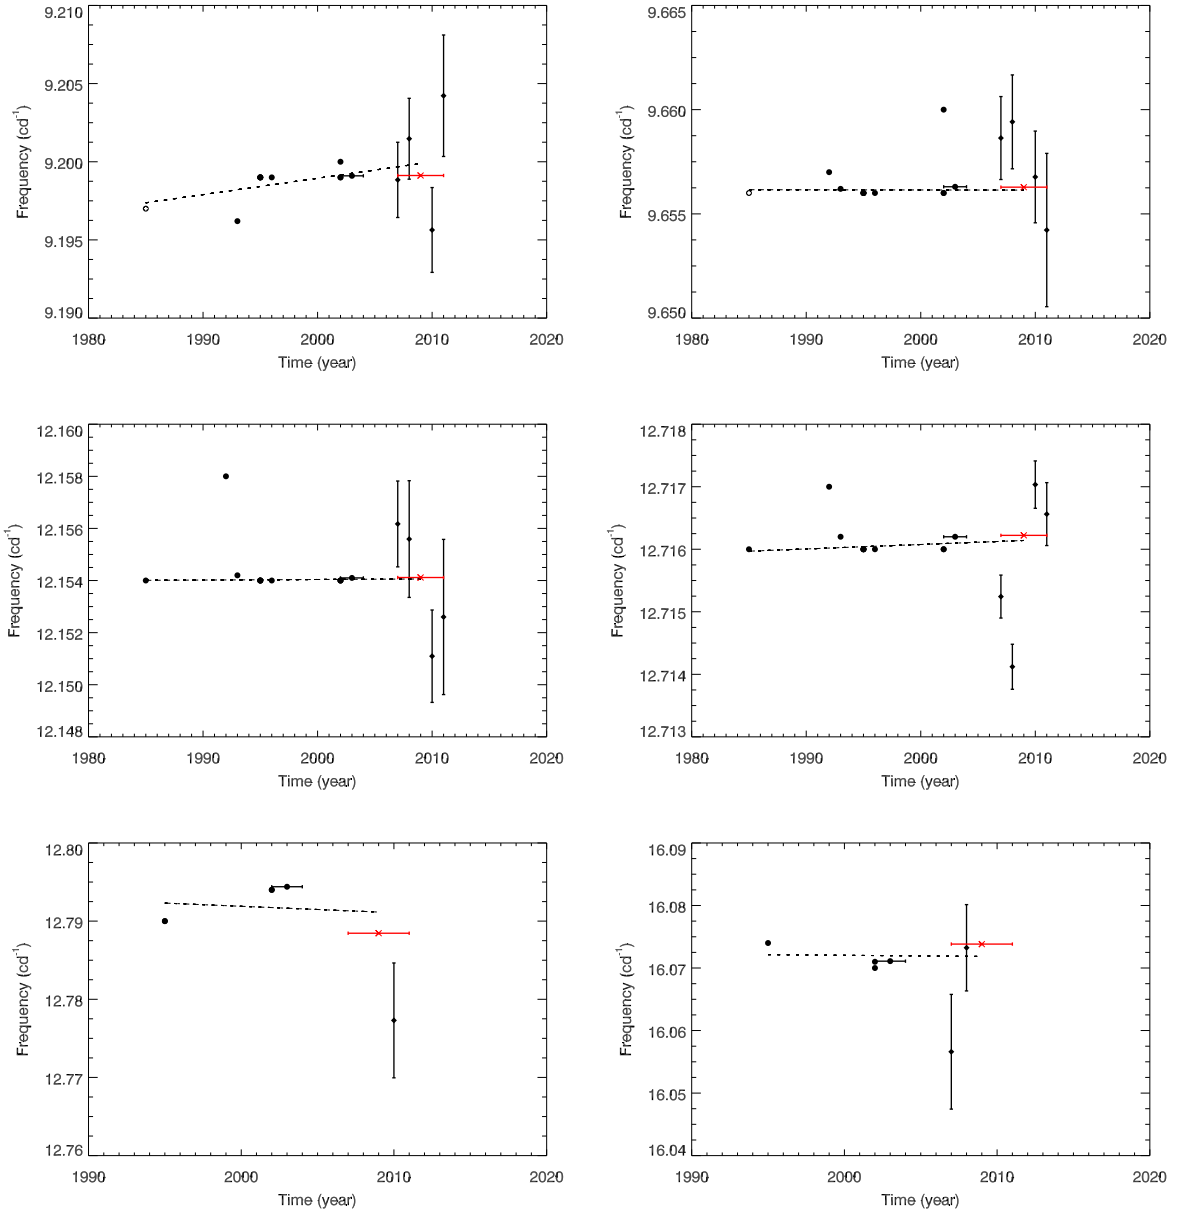 9.210
9.205
9.200
9.195
9.190
Frequency (cd-1)
1980 1990 2000 2010 2020
Time (year)
9.665
9.660
9.655
9.650
Frequency (cd-1)
1980 1990 2000 2010 2020
Time (year)
12.160
12.158
12.156
12.154
12.152
12.150
12.148
Frequency (cd-1)
1980 1990 2000 2010 2020
Time (year)
12.718
12.717
12.716
12.715
12.714
12.713
Frequency (cd-1)
1980 1990 2000 2010 2020
Time (year)
12.80
12.79
12.78
12.77
12.76
Frequency (cd-1)
1990 2000 2010 2020
Time (year)
16.09
16.08
16.07
16.06
16.05
16.04
Frequency (cd-1)
1990 2000 2010 2020
Time (year)